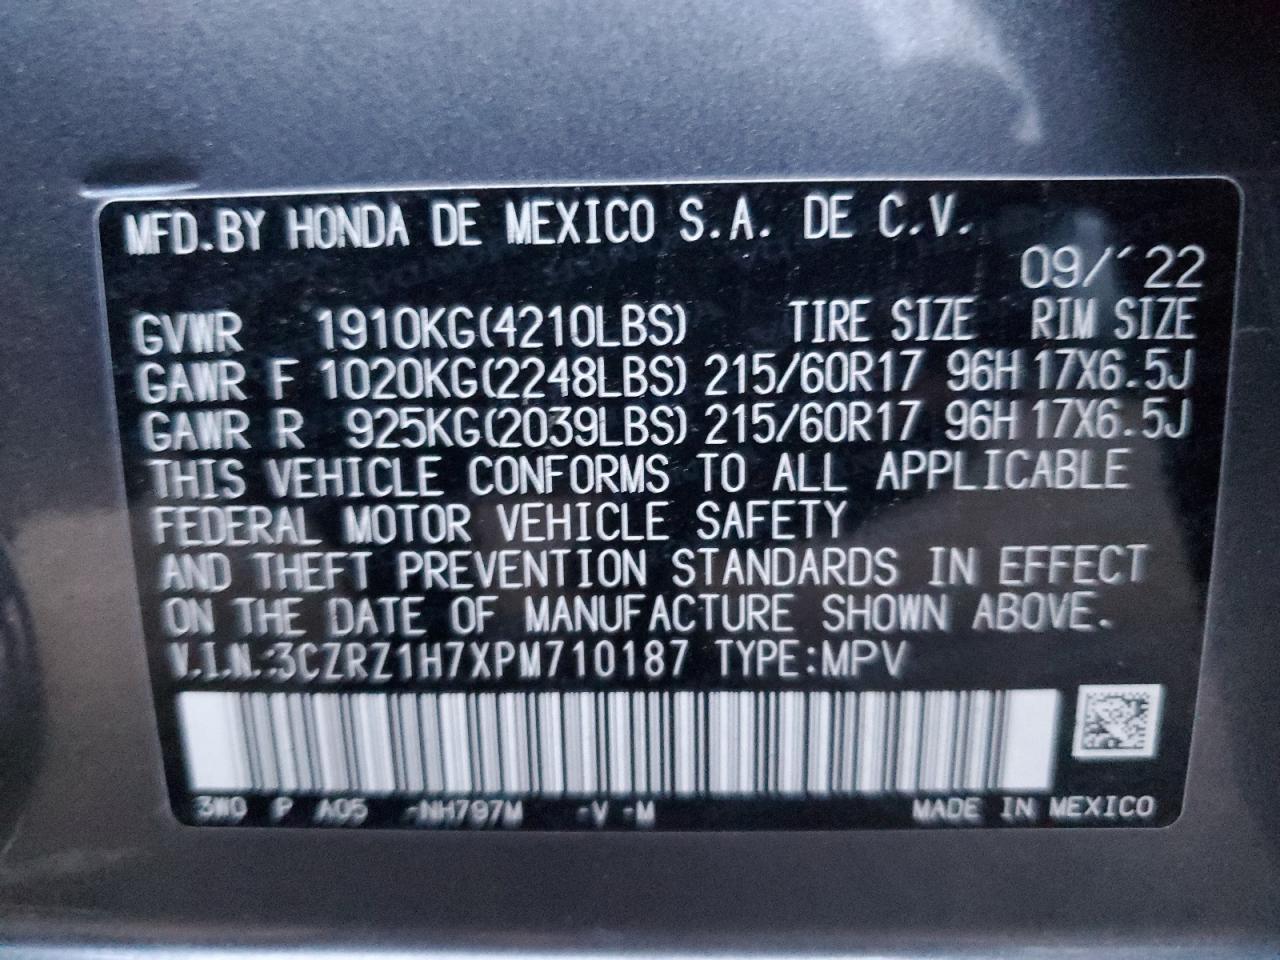 MFD.BY HONDA DE MEXICO S.A. DE C.V.
09/´22
GVWR 1910KG(4210LBS) TIRE SIZE RIM SIZE
GAWR F 1020KG(2248LBS) 215/60R17 96H 17X6.5J
GAWR R 925KG(2039LBS) 215/60R17 96H 17X6.5J
THIS VEHICLE CONFORMS TO ALL APPLICABLE
FEDERAL MOTOR VEHICLE SAFETY
AND THEFT PREVENTION STANDARDS IN EFFECT
ON THE DATE OF MANUFACTURE SHOWN ABOVE.
V.I.N.:3CZRZ1H7XPM710187 TYPE:MPV
3W0 P A05 -NH797M -V -M MADE IN MEXICO